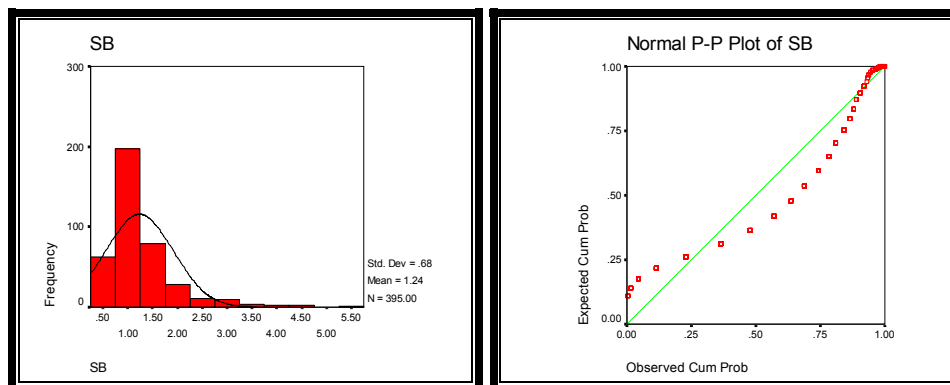 SB
300
200
100
0
Frequency
.50 1.50 2.50 3.50 4.50 5.50
1.00 2.00 3.00 4.00 5.00
SB
Std. Dev = .68
Mean = 1.24
N = 395.00
Normal P-P Plot of SB
1.00
.75
.50
.25
0.00
Expected Cum Prob
0.00 .25 .50 .75 1.00
Observed Cum Prob